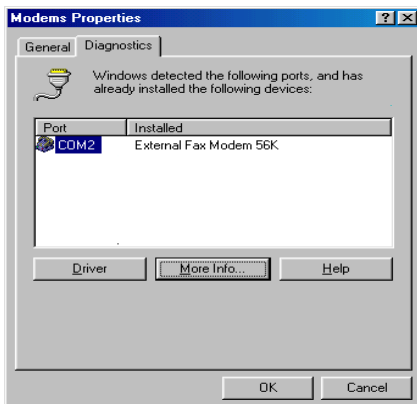 Modems Properties
General Diagnostics
Windows detected the following ports, and has
already installed the following devices:
Port Installed
COM2 External Fax Modem 56K
Driver More Info... Help
OK Cancel